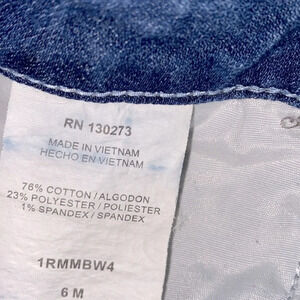 RN 130273
MADE IN VIETNAM
HECHO EN VIETNAM
76% COTTON / ALGODON
23% POLYESTER / POLIESTER
1% SPANDEX / SPANDEX
1RMMBW4
6 M